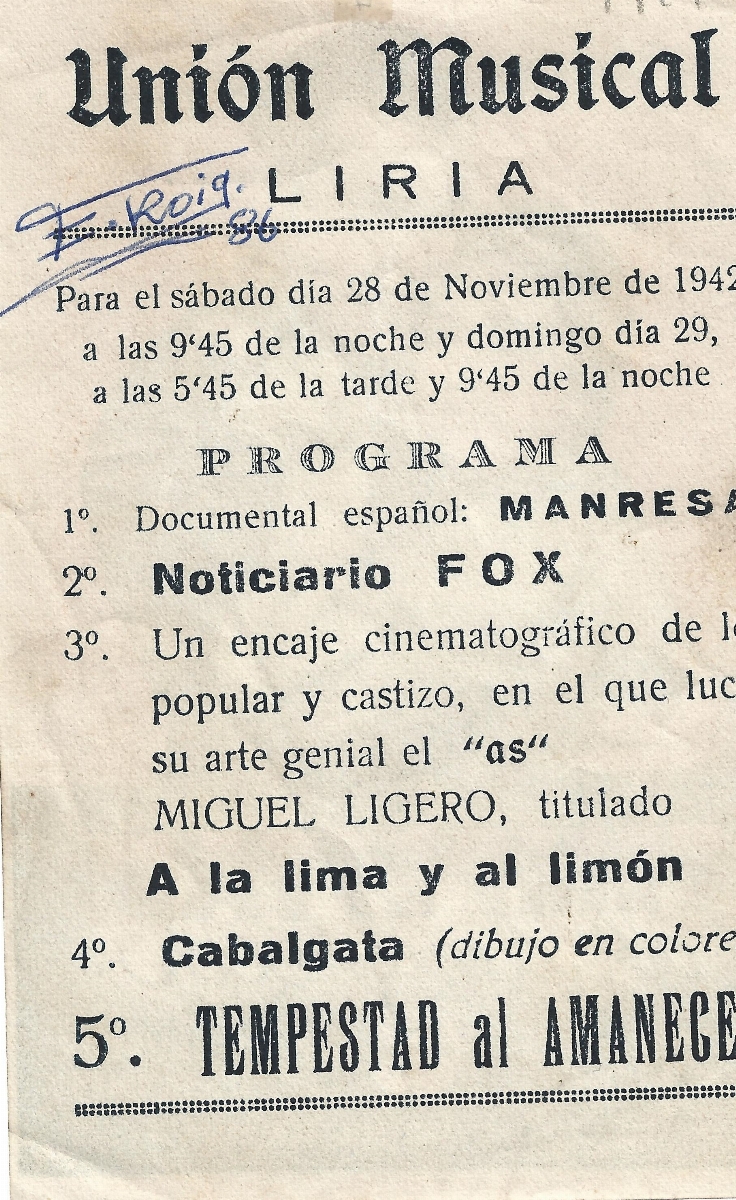 Unión Musical
LIRIA
F. Roig.
86
Para el sábado día 28 de Noviembre de 1942
a las 9‘45 de la noche y domingo día 29,
a las 5‘45 de la tarde y 9‘45 de la noche
PROGRAMA
1º. Documental español: MANRESA
2º. Noticiario FOX
3º. Un encaje cinematográfico de lo
popular y castizo, en el que luc
su arte genial el “as“
MIGUEL LIGERO, titulado
A la lima y al limón
4º. Cabalgata (dibujo en colore
5º. TEMPESTAD al AMANECE